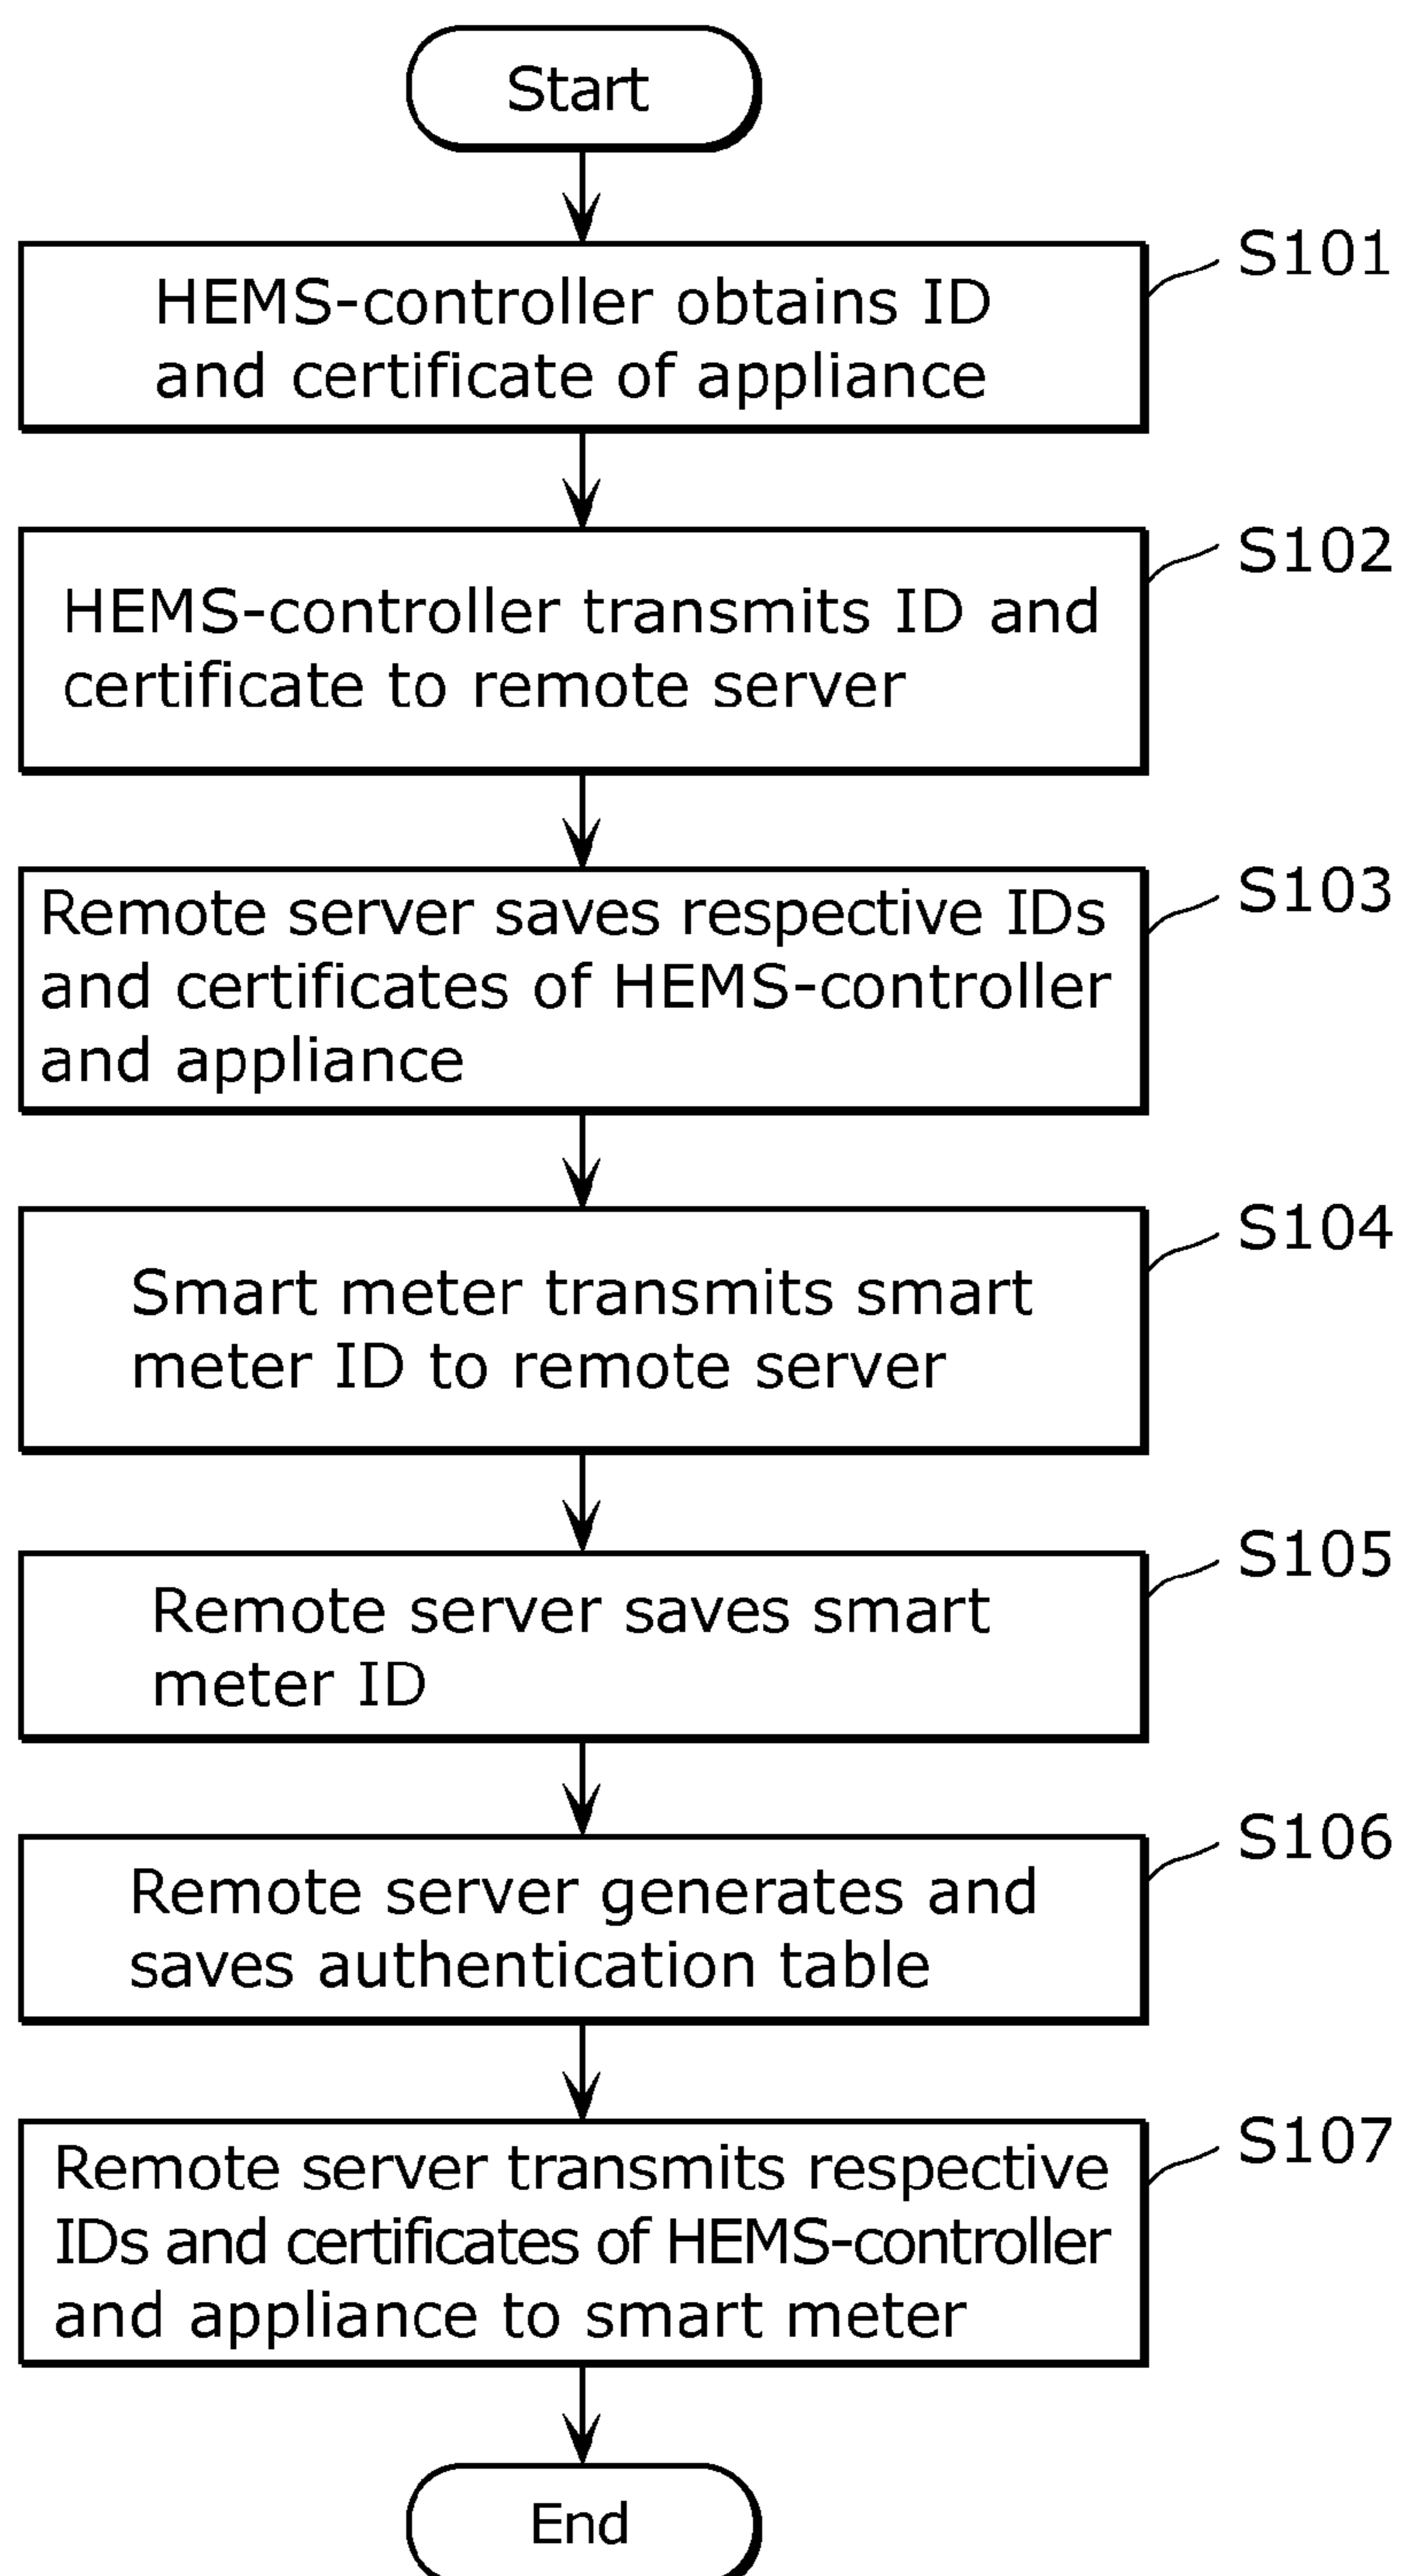 Start
S101
HEMS-controller obtains ID
and certificate of appliance
S102
HEMS-controller transmits ID and
certificate to remote server
S103
Remote server saves respective IDs
and certificates of HEMS-controller
and appliance
S104
Smart meter transmits smart
meter ID to remote server
S105
Remote server saves smart
meter ID
S106
Remote server generates and
saves authentication table
S107
Remote server transmits respective
IDs and certificates of HEMS-controller
and appliance to smart meter
End